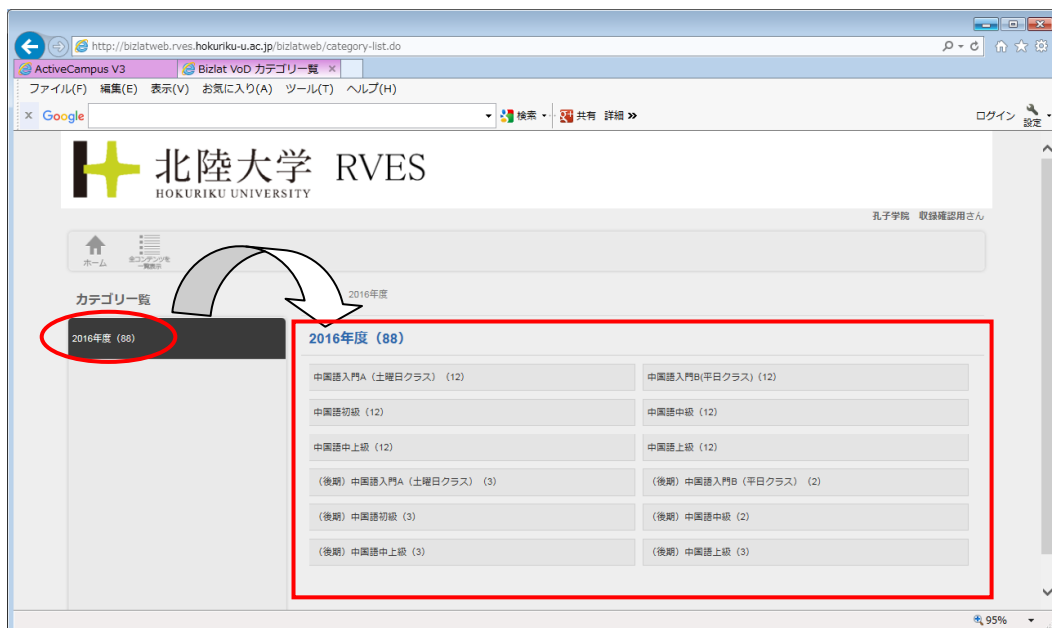 http://bizlatweb.rves.hokuriku-u.ac.jp/bizlatweb/category-list.do
ActiveCampus V3
Bizlat VoD カテゴリー覧 ×
ファイル(F) 編集(E) 表示(V) お気に入り(A) ツール(T) ヘルプ(H)
x Google 検索 共有 詳細 »
ログイン 設定
北陸大学 RVES
HOKURIKU UNIVERSITY
孔子学院 収録確認用さん
ホーム
全コンテンツを
一覧表示
カテゴリ一覧
2016年度
2016年度（88）
2016年度（88）
中国語入門A（土曜日クラス）（12）
中国語入門B(平日クラス)（12）
中国語初級（12）
中国語中級（12）
中国語中上級（12）
中国語上級（12）
（後期）中国語入門A（土曜日クラス）（3）
（後期）中国語入門B（平日クラス）（2）
（後期）中国語初級（3）
（後期）中国語中級（2）
（後期）中国語中上級（3）
（後期）中国語上級（3）
95%